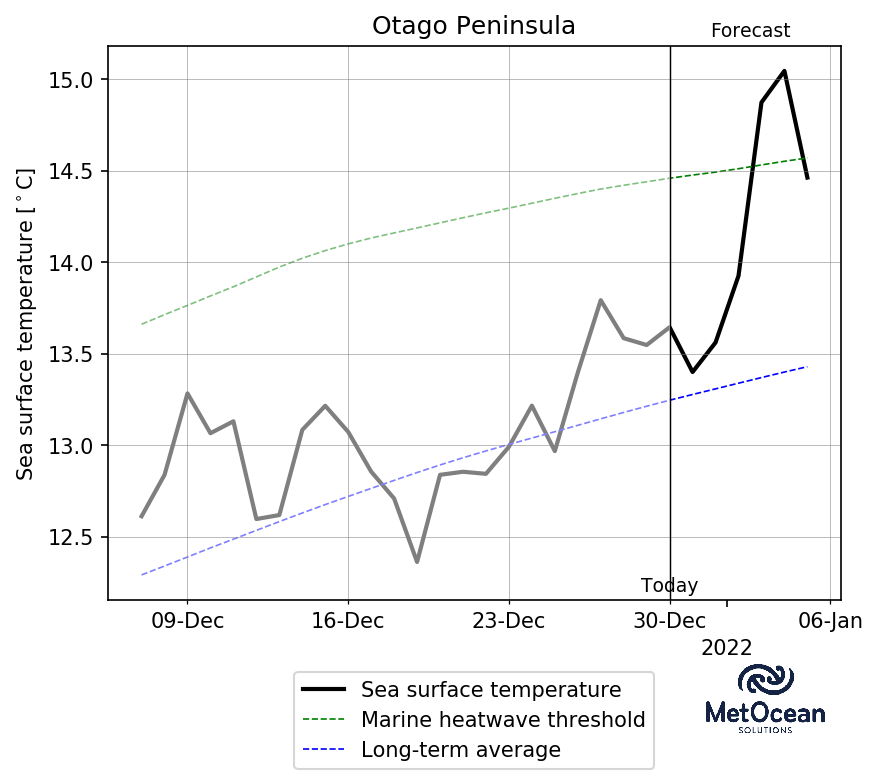 Otago Peninsula
Forecast
Sea surface temperature [°C]
15.0
14.5
14.0
13.5
13.0
12.5
Today
09-Dec 16-Dec 23-Dec 30-Dec 06-Jan
2022
Sea surface temperature
Marine heatwave threshold
Long-term average
MetOcean
SOLUTIONS